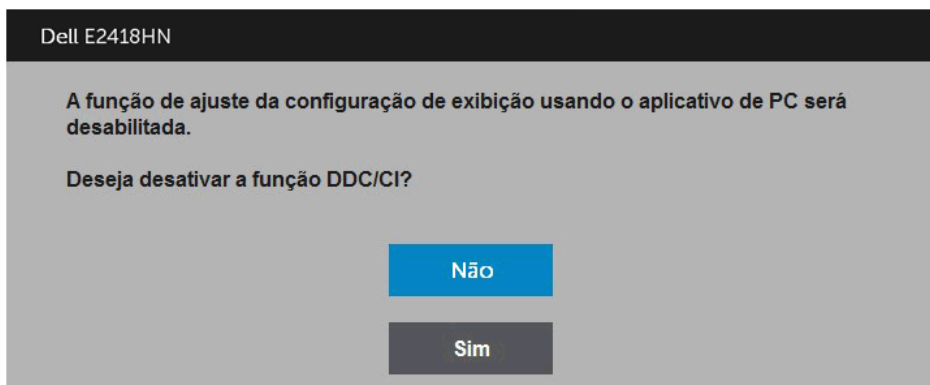 Dell E2418HN
A função de ajuste da configuração de exibição usando o aplicativo de PC será
desabilitada.
Deseja desativar a função DDC/CI?
Não
Sim